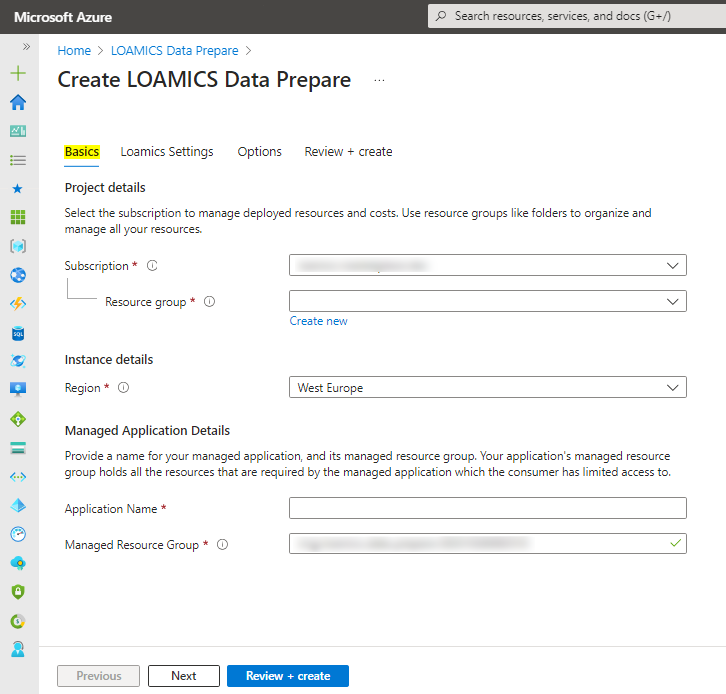 Microsoft Azure
Search resources, services, and docs (G+/)
Home > LOAMICS Data Prepare >
Create LOAMICS Data Prepare ...
Basics Loamics Settings Options Review + create
Project details
Select the subscription to manage deployed resources and costs. Use resource groups like folders to organize and
manage all your resources.
Subscription *
Resource group *
Create new
Instance details
Region * West Europe
Managed Application Details
Provide a name for your managed application, and its managed resource group. Your application's managed resource
group holds all the resources that are required by the managed application which the consumer has limited access to.
Application Name *
Managed Resource Group *
Previous Next Review + create